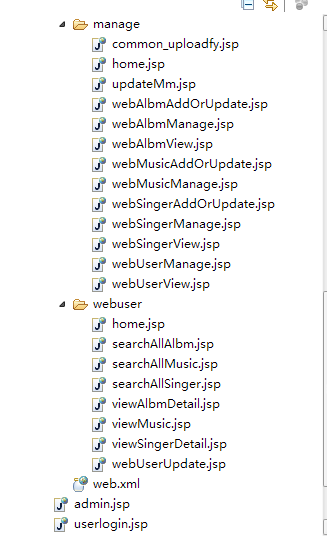 manage
common_uploadfy.jsp
home.jsp
updateMm.jsp
webAlbmAddOrUpdate.jsp
webAlbmManage.jsp
webAlbmView.jsp
webMusicAddOrUpdate.jsp
webMusicManage.jsp
webSingerAddOrUpdate.jsp
webSingerManage.jsp
webSingerView.jsp
webUserManage.jsp
webUserView.jsp
webuser
home.jsp
searchAllAlbm.jsp
searchAllMusic.jsp
searchAllSinger.jsp
viewAlbmDetail.jsp
viewMusic.jsp
viewSingerDetail.jsp
webUserUpdate.jsp
web.xml
admin.jsp
userlogin.jsp